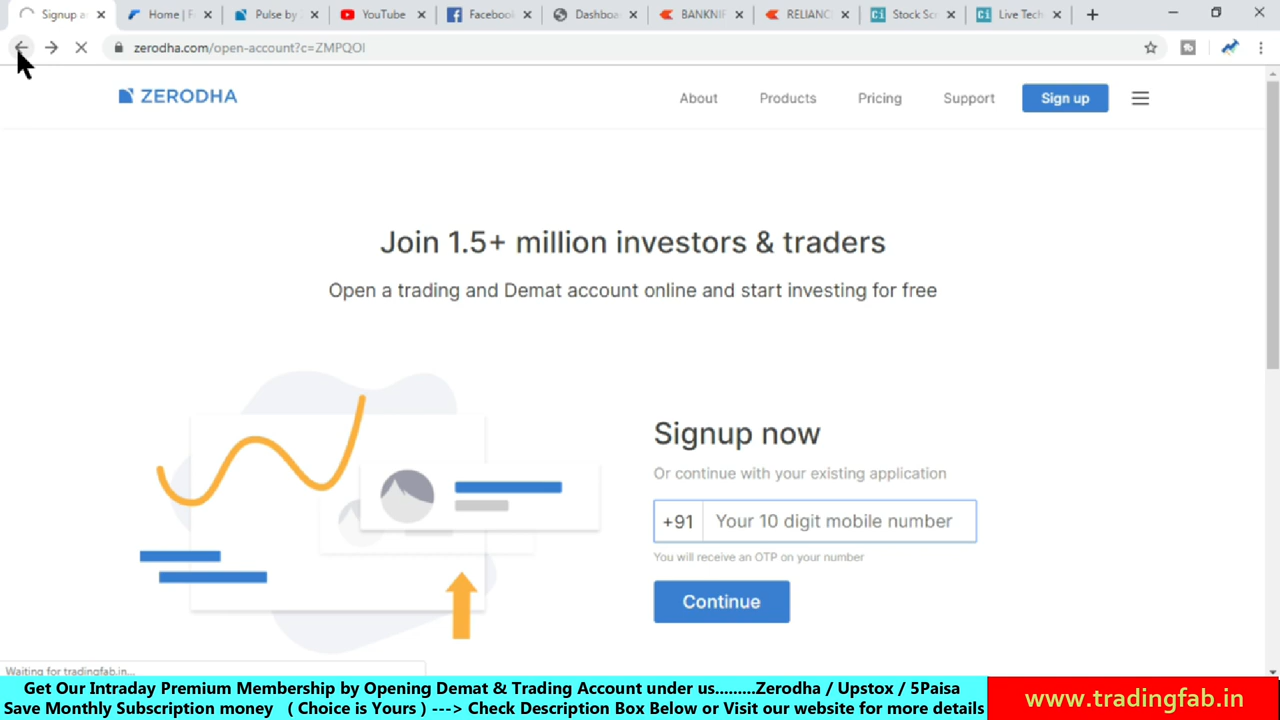 Signup a
Home | F
Pulse by
YouTube
Facebook
Dashboa
BANKNIF
RELIANC
Stock Sc
Live Tech
zerodha.com/open-account?c=ZMPQOI
ZERODHA
About
Products
Pricing
Support
Sign up
Join 1.5+ million investors & traders
Open a trading and Demat account online and start investing for free
Signup now
Or continue with your existing application
+91 Your 10 digit mobile number
You will receive an OTP on your number
Continue
Waiting for tradingfab.in...
Get Our Intraday Premium Membership by Opening Demat & Trading Account under us.........Zerodha / Upstox / 5Paisa
Save Monthly Subscription money ( Choice is Yours ) ---> Check Description Box Below or Visit our website for more details
www.tradingfab.in